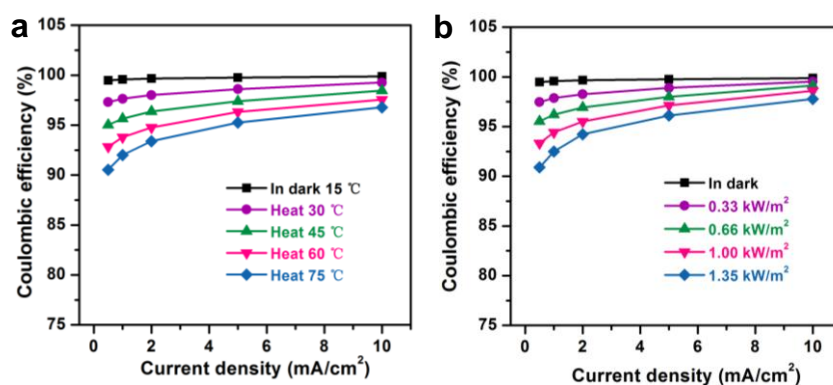 a
105
100
95
90
85
80
75
Coulombic efficiency (%)
In dark 15 ℃
Heat 30 ℃
Heat 45 ℃
Heat 60 ℃
Heat 75 ℃
0 2 4 6 8 10
Current density (mA/cm²)
b
105
100
95
90
85
80
75
Coulombic efficiency (%)
In dark
0.33 kW/m²
0.66 kW/m²
1.00 kW/m²
1.35 kW/m²
0 2 4 6 8 10
Current density (mA/cm²)